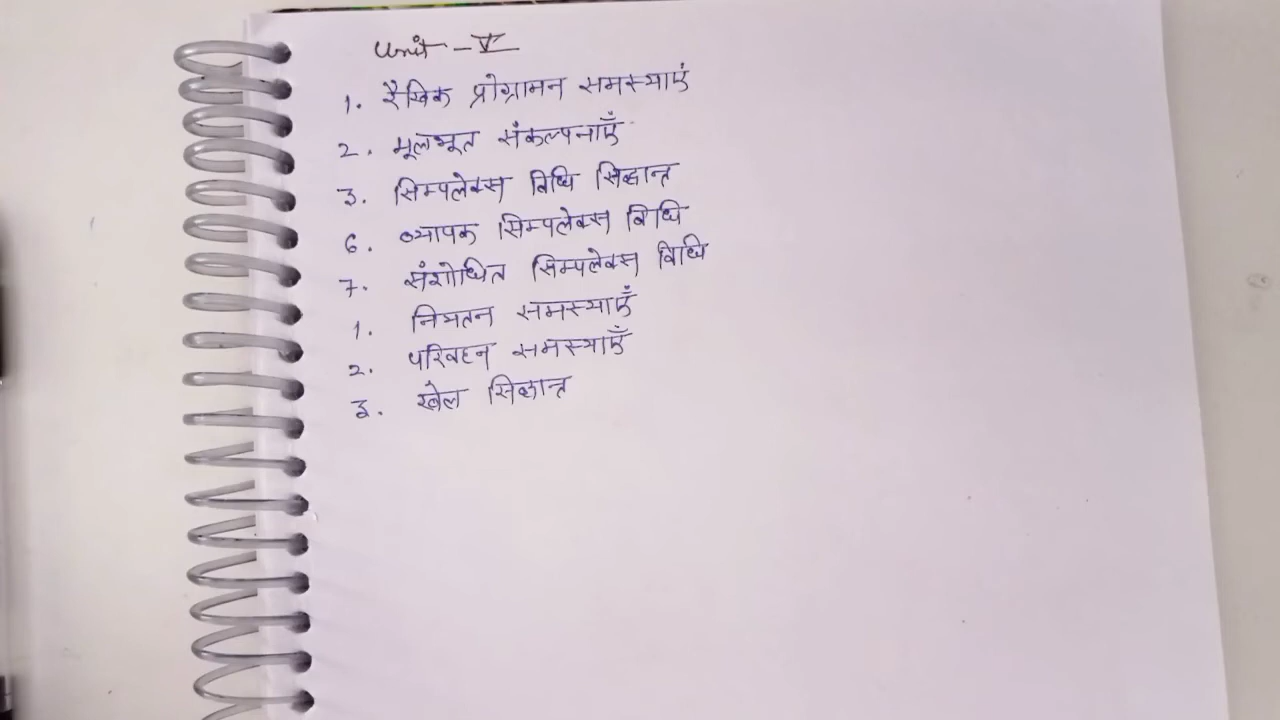 Unit - V
1. रैखिक प्रोग्रामन समस्याएं
2. मूलभूत संकल्पनाएँ
3. सिम्पलेक्स विधि सिद्धान्त
6. व्यापक सिम्पलेक्स विधि
7. संशोधित सिम्पलेक्स विधि
1. नियतन समस्याएँ
2. परिवहन समस्याएँ
3. खेल सिद्धान्त